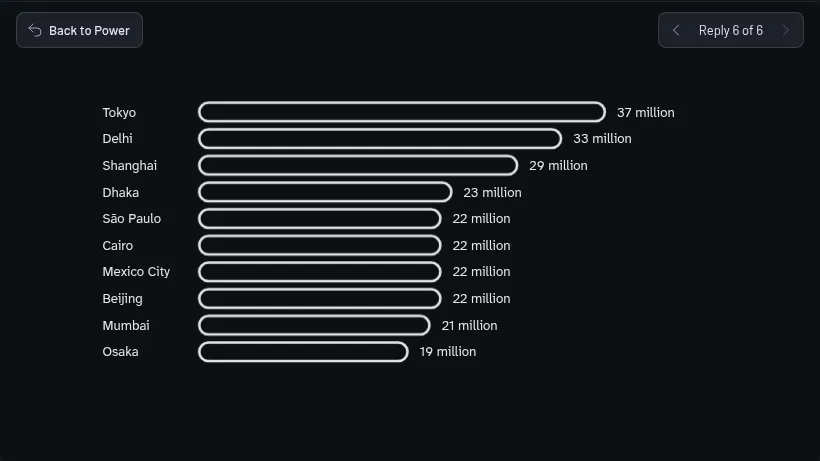 Back to Power
Reply 6 of 6
Tokyo 37 million
Delhi 33 million
Shanghai 29 million
Dhaka 23 million
São Paulo 22 million
Cairo 22 million
Mexico City 22 million
Beijing 22 million
Mumbai 21 million
Osaka 19 million